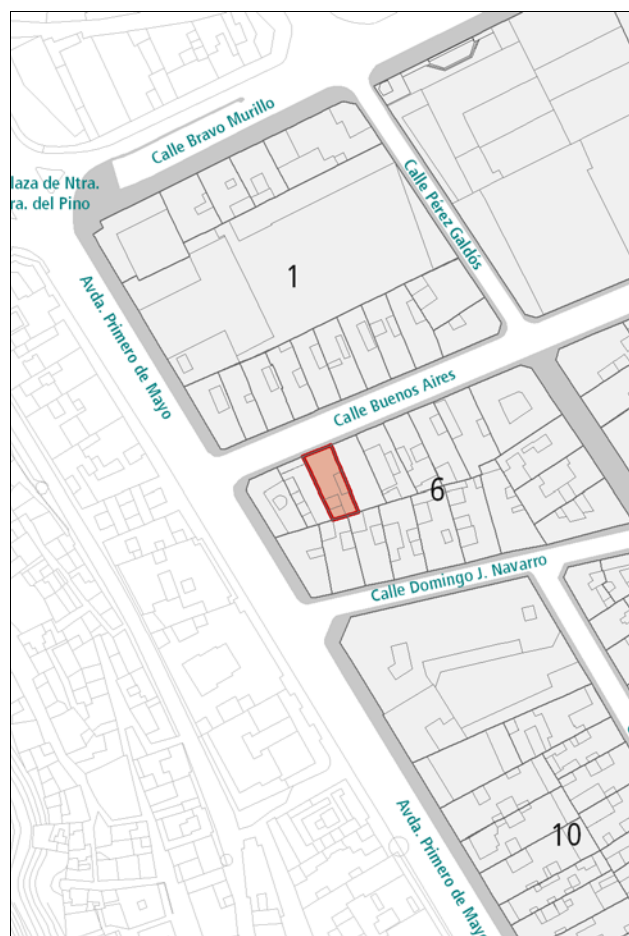 Calle Bravo Murillo
laza de Ntra.
ra. del Pino
Calle Pérez Galdós
1
Avda. Primero de Mayo
Calle Buenos Aires
6
Calle Domingo J. Navarro
Avda. Primero de Mayo
10